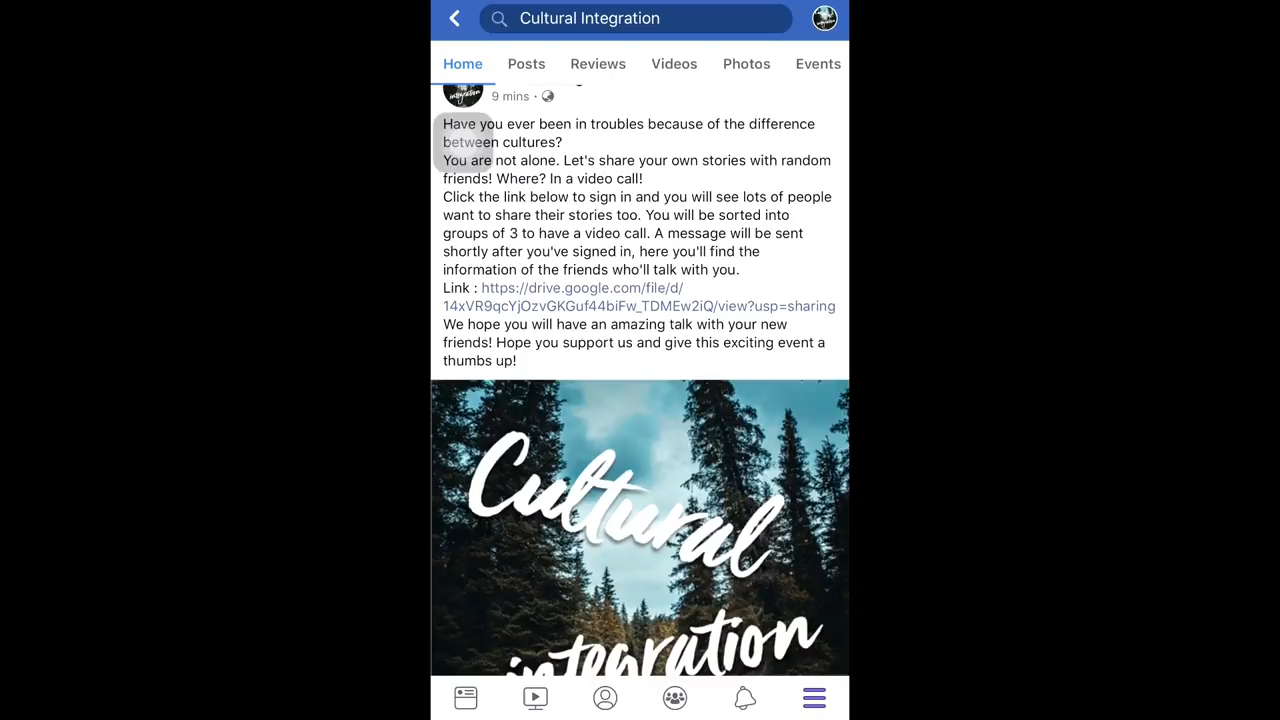 Cultural Integration
Home Posts Reviews Videos Photos Events
integration
9 mins ·
Have you ever been in troubles because of the difference
between cultures?
You are not alone. Let's share your own stories with random
friends! Where? In a video call!
Click the link below to sign in and you will see lots of people
want to share their stories too. You will be sorted into
groups of 3 to have a video call. A message will be sent
shortly after you've signed in, here you'll find the
information of the friends who'll talk with you.
Link : https://drive.google.com/file/d/
14xVR9qcYjOzvGKGuf44biFw_TDMEw2iQ/view?usp=sharing
We hope you will have an amazing talk with your new
friends! Hope you support us and give this exciting event a
thumbs up!
Cultural
integration